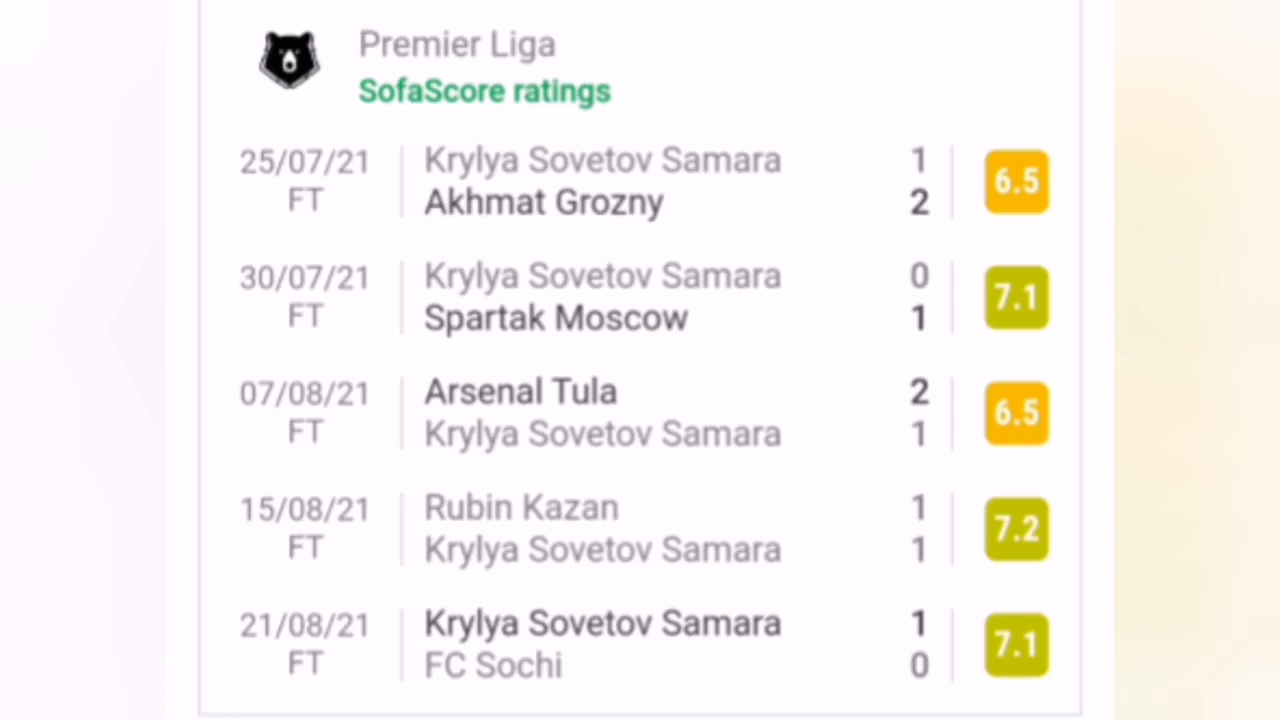 Premier Liga
SofaScore ratings
25/07/21
FT
Krylya Sovetov Samara 1
Akhmat Grozny 2
6.5
30/07/21
FT
Krylya Sovetov Samara 0
Spartak Moscow 1
7.1
07/08/21
FT
Arsenal Tula 2
Krylya Sovetov Samara 1
6.5
15/08/21
FT
Rubin Kazan 1
Krylya Sovetov Samara 1
7.2
21/08/21
FT
Krylya Sovetov Samara 1
FC Sochi 0
7.1